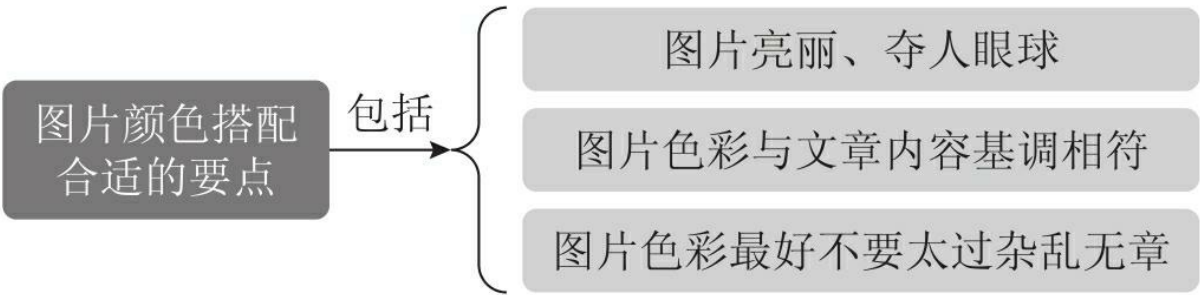 图片颜色搭配
合适的要点
包括
图片亮丽、夺人眼球
图片色彩与文章内容基调相符
图片色彩最好不要太过杂乱无章